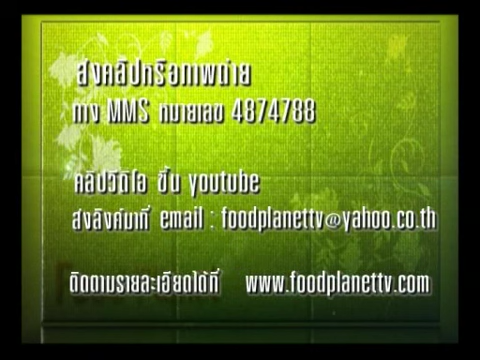 ส่งคลิปหรือภาพถ่าย
ทาง MMS หมายเลข 4874788
คลิปวีดีโอ ขึ้น youtube
ส่งลิงค์มาที่ email : foodplanettv@yahoo.co.th
ติดตามรายละเอียดได้ที่ www.foodplanettv.com